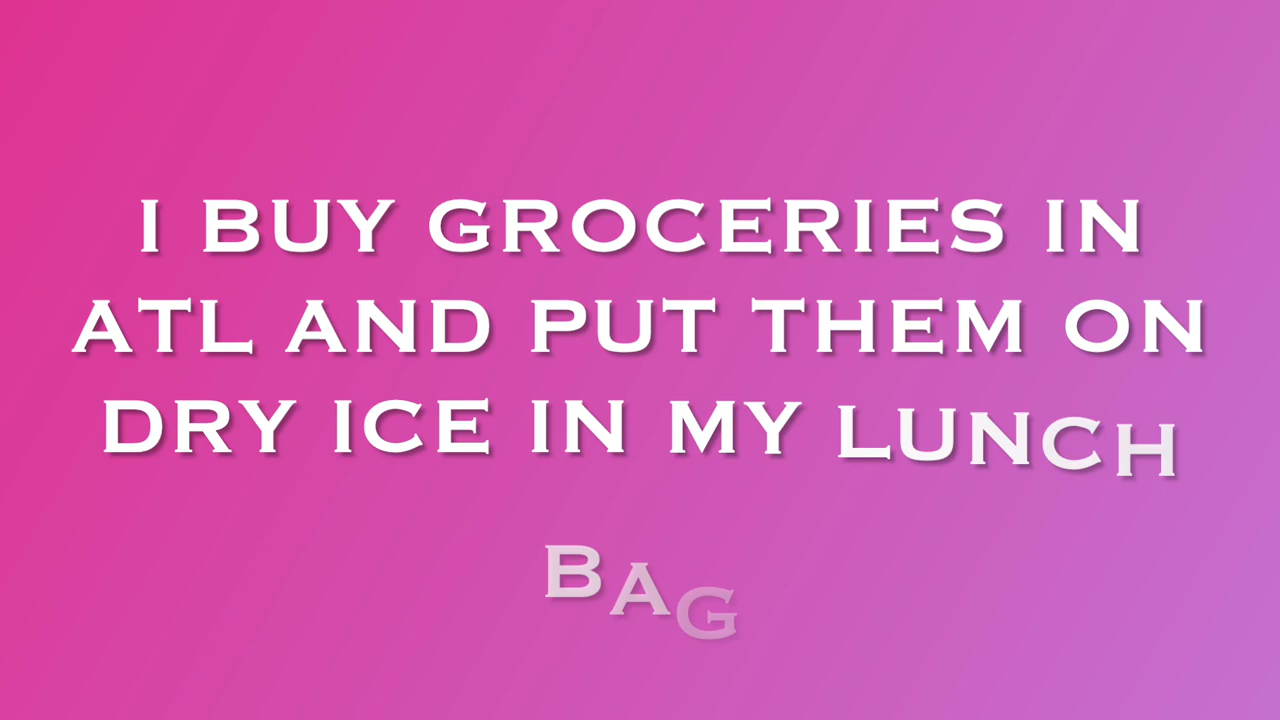 I BUY GROCERIES IN
ATL AND PUT THEM ON
DRY ICE IN MY LUNCH
BAG